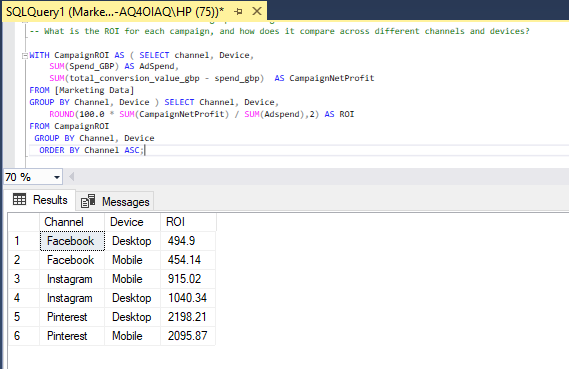 SQLQuery1 (Marke...-AQ4OIAQ\HP (75))*
-- What is the ROI for each campaign, and how does it compare across different channels and devices?
WITH CampaignROI AS ( SELECT channel, Device,
SUM(Spend_GBP) AS AdSpend,
SUM(total_conversion_value_gbp - spend_gbp) AS CampaignNetProfit
FROM [Marketing Data]
GROUP BY Channel, Device ) SELECT Channel, Device,
ROUND(100.0 * SUM(CampaignNetProfit) / SUM(Adspend),2) AS ROI
FROM CampaignROI
GROUP BY Channel, Device
ORDER BY Channel ASC;
70 %
Results Messages
Channel Device ROI
1 Facebook Desktop 494.9
2 Facebook Mobile 454.14
3 Instagram Mobile 915.02
4 Instagram Desktop 1040.34
5 Pinterest Desktop 2198.21
6 Pinterest Mobile 2095.87